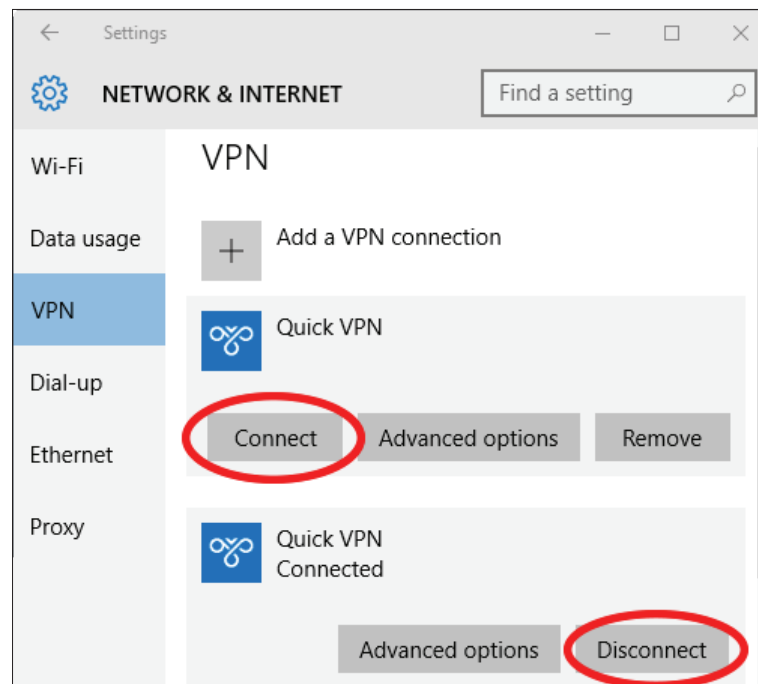 Settings
NETWORK & INTERNET
Find a setting
Wi-Fi
Data usage
VPN
Dial-up
Ethernet
Proxy
VPN
Add a VPN connection
Quick VPN
Connect Advanced options Remove
Quick VPN
Connected
Advanced options Disconnect